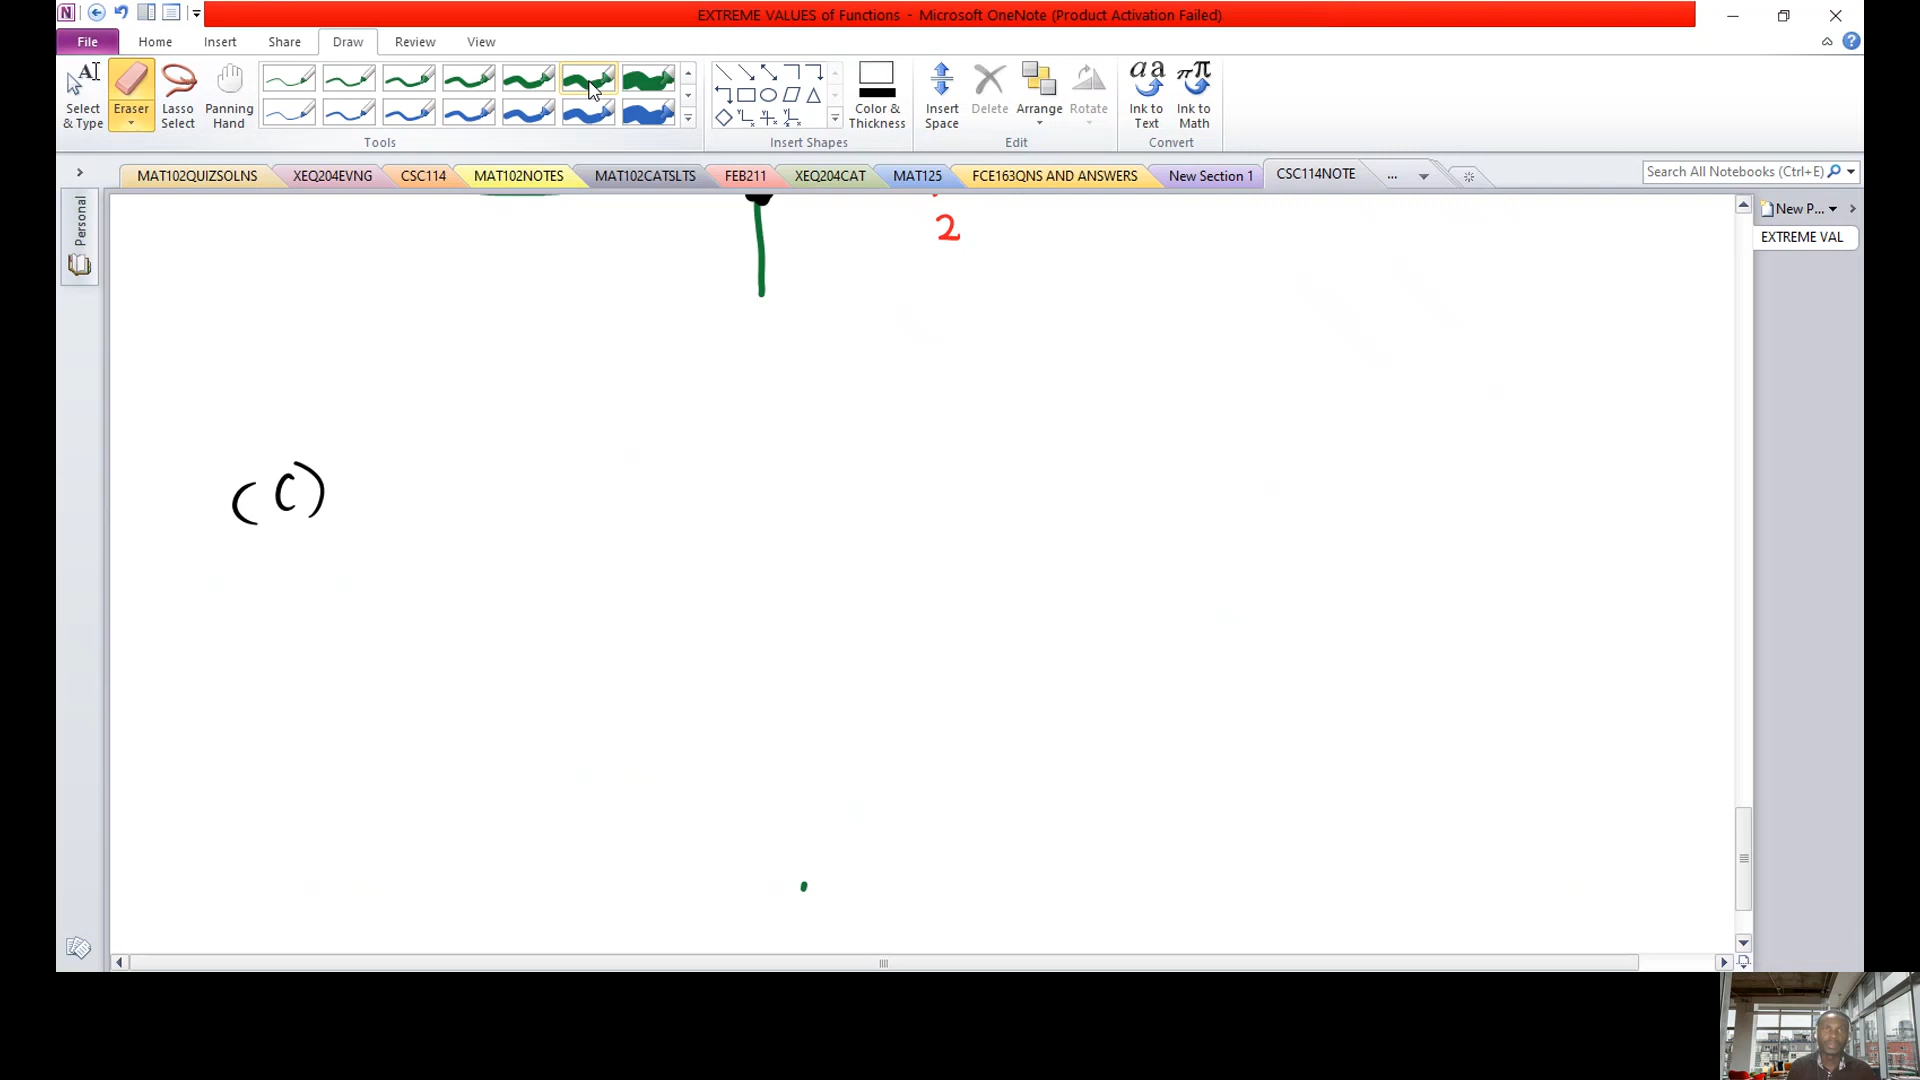 EXTREME VALUES of Functions - Microsoft OneNote (Product Activation Failed)
File Home Insert Share Draw Review View
Select & Type
Eraser
Lasso Select
Panning Hand
Color & Thickness
Insert Space
Delete
Arrange
Rotate
Ink to Text
Ink to Math
Tools Insert Shapes Edit Convert
MAT102QUIZSOLNS XEQ204EVNG CSC114 MAT102NOTES MAT102CATSLTS FEB211 XEQ204CAT MAT125 FCE163QNS AND ANSWERS New Section 1 CSC114NOTE ...
Search All Notebooks (Ctrl+E)
Personal
New P...
EXTREME VAL
2
(C)